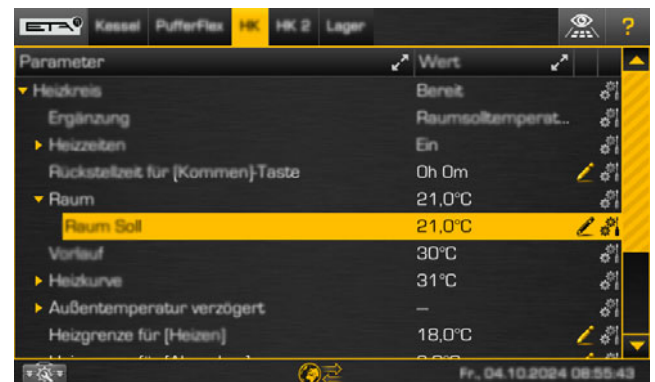 ETA Kessel PufferFlex HK HK 2 Lager ?
Parameter Wert
Heizkreis Bereit
Ergänzung Raumsolltemperat...
Heizzeiten Ein
Rückstellzeit für [Kommen]-Taste 0h 0m
Raum 21,0°C
Raum Soll 21,0°C
Vorlauf 30°C
Heizkurve 31°C
Außentemperatur verzögert –
Heizgrenze für [Heizen] 18,0°C
Fr., 04.10.2024 08:55:43